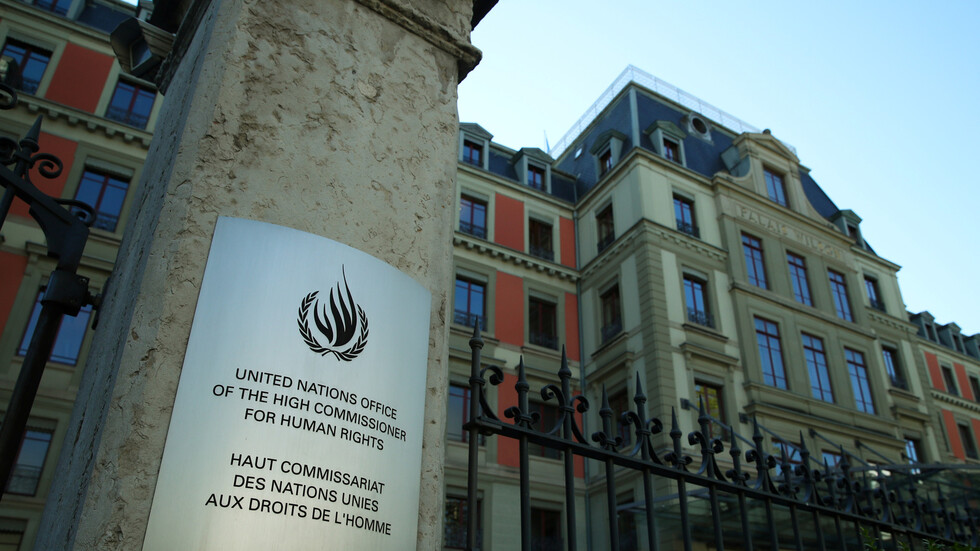 UNITED NATIONS OFFICE
OF THE HIGH COMMISSIONER
FOR HUMAN RIGHTS
HAUT COMMISSARIAT
DES NATIONS UNIES
AUX DROITS DE L'HOMME
PALAIS WILSON